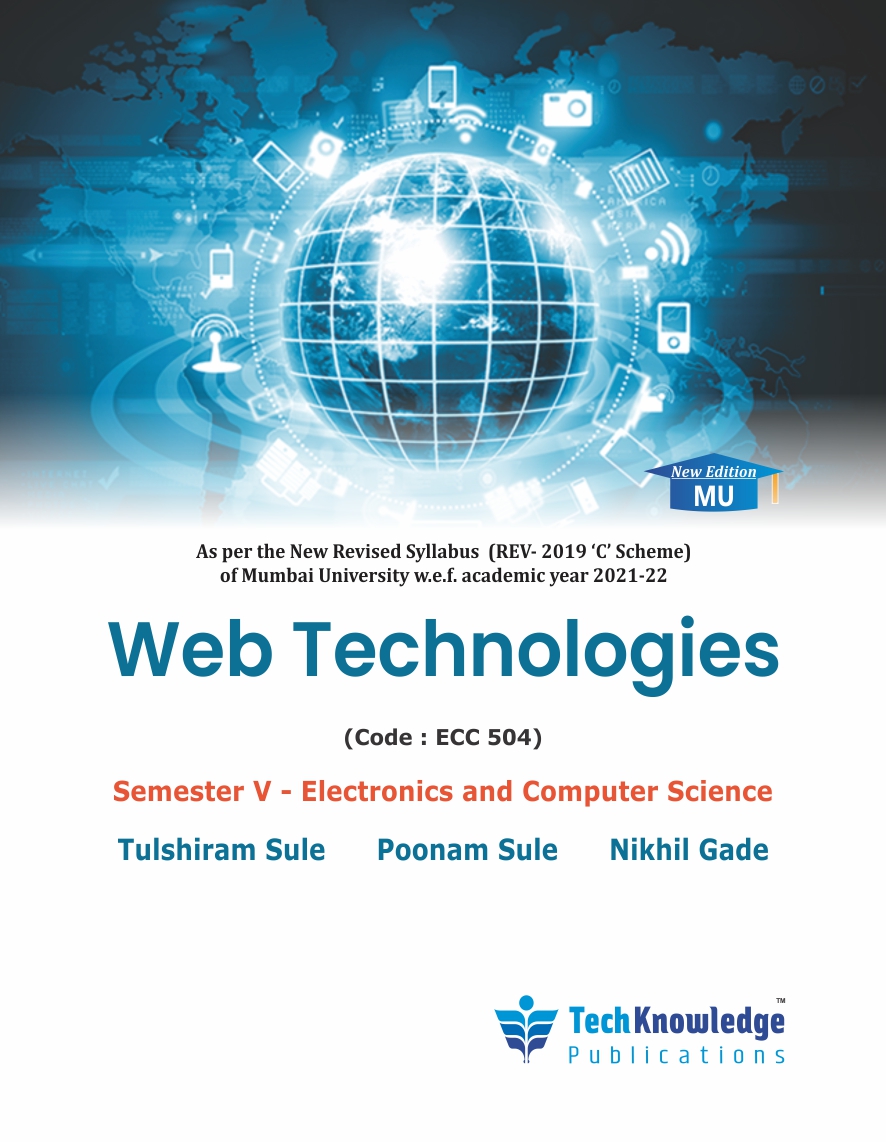 New Edition
MU
As per the New Revised Syllabus (REV- 2019 ‘C’ Scheme)
of Mumbai University w.e.f. academic year 2021-22
Web Technologies
(Code : ECC 504)
Semester V - Electronics and Computer Science
Tulshiram Sule Poonam Sule Nikhil Gade
TechKnowledge™
Publications